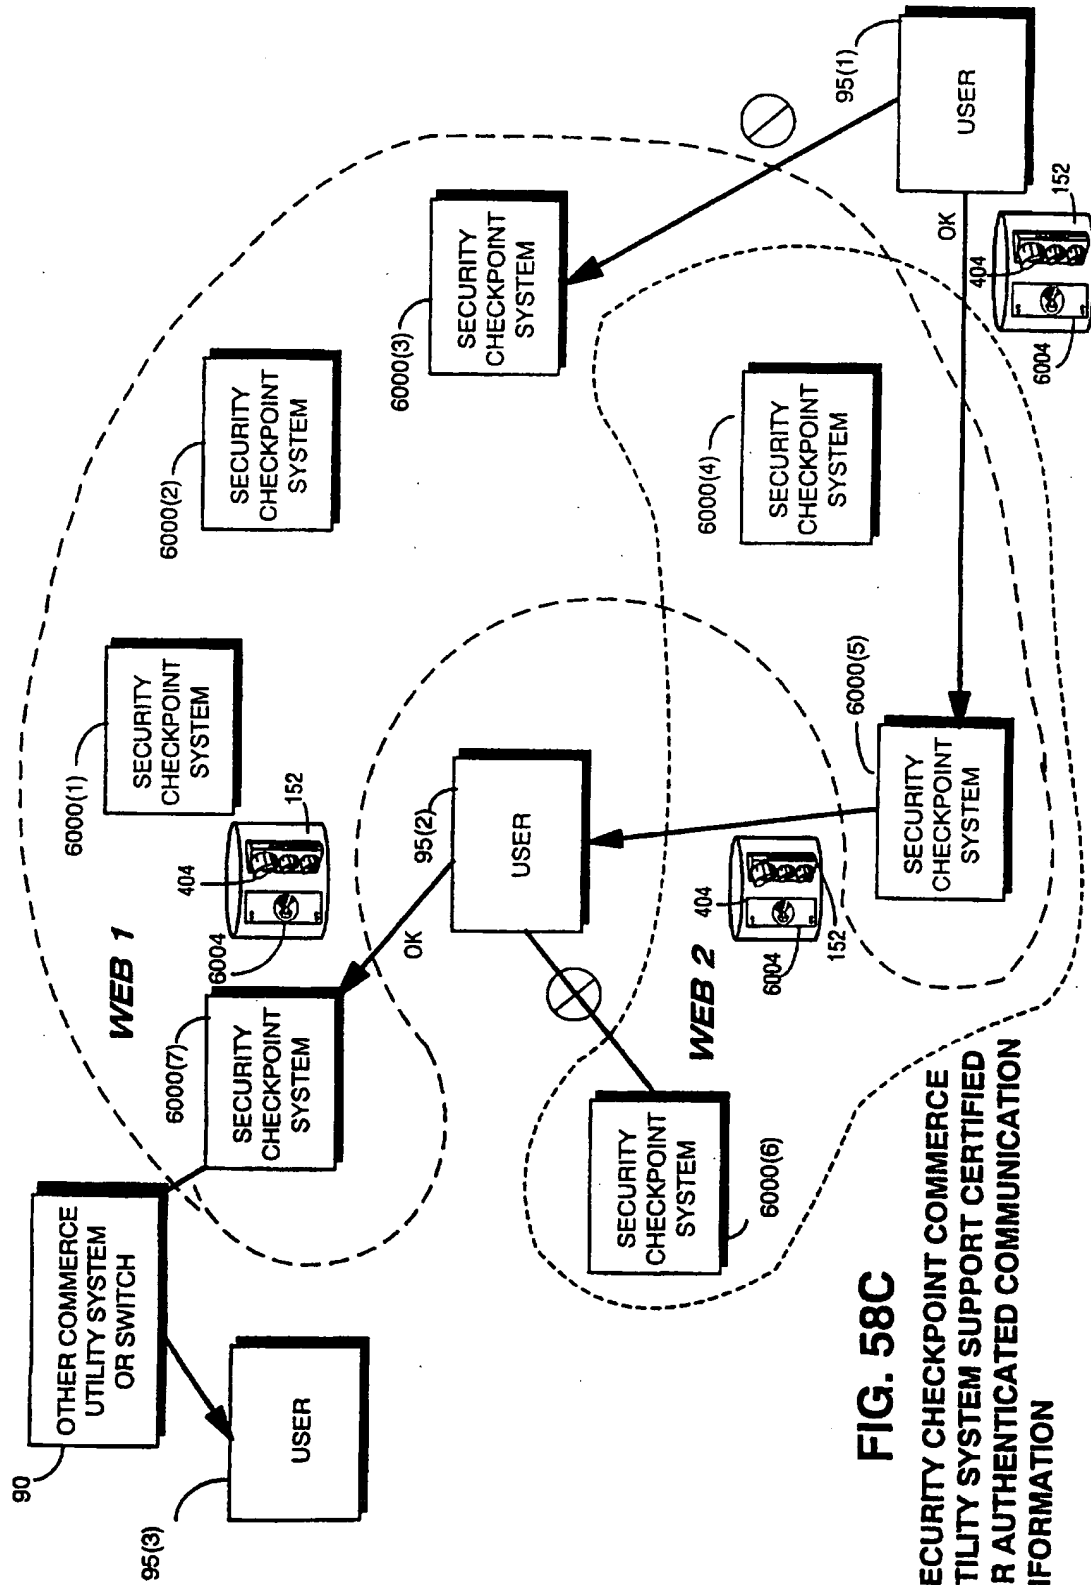 90
OTHER COMMERCE
UTILITY SYSTEM
OR SWITCH
95(3)
USER
WEB 1
6000(7)
SECURITY
CHECKPOINT
SYSTEM
6004
404
152
6000(1)
SECURITY
CHECKPOINT
SYSTEM
6000(2)
SECURITY
CHECKPOINT
SYSTEM
6000(3)
SECURITY
CHECKPOINT
SYSTEM
95(1)
USER
OK
404
152
6004
OK
95(2)
USER
6000(4)
SECURITY
CHECKPOINT
SYSTEM
WEB 2
SECURITY
CHECKPOINT
SYSTEM
6000(6)
404
6004
152
6000(5)
SECURITY
CHECKPOINT
SYSTEM
FIG. 58C
ECURITY CHECKPOINT COMMERCE
TILITY SYSTEM SUPPORT CERTIFIED
R AUTHENTICATED COMMUNICATION
IFORMATION